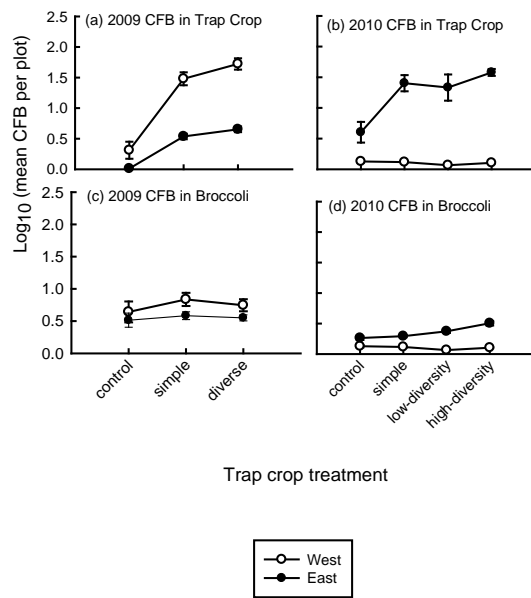 (a) 2009 CFB in Trap Crop
(b) 2010 CFB in Trap Crop
2.5
2.0
1.5
1.0
0.5
0.0
Log10 (mean CFB per plot)
(c) 2009 CFB in Broccoli
(d) 2010 CFB in Broccoli
2.5
2.0
1.5
1.0
0.5
0.0
control
simple
diverse
control
simple
low-diversity
high-diversity
Trap crop treatment
West
East